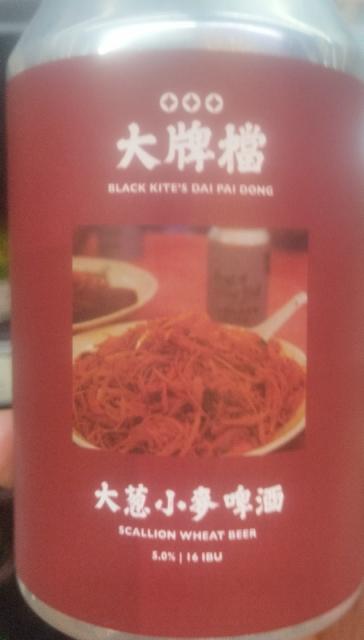 大牌檔
BLACK KITE'S DAI PAI DONG
大葱小麥啤酒
SCALLION WHEAT BEER
5.0% | 16 IBU